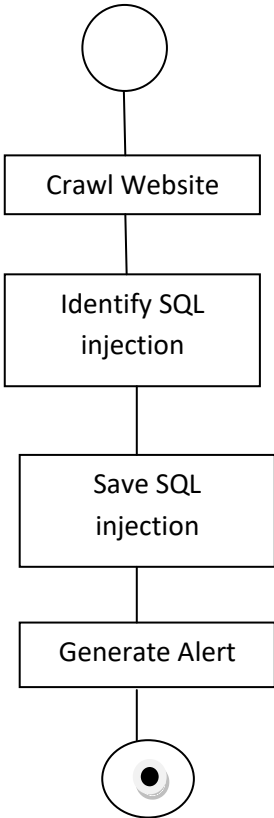 Crawl Website
Identify SQL
injection
Save SQL
injection
Generate Alert